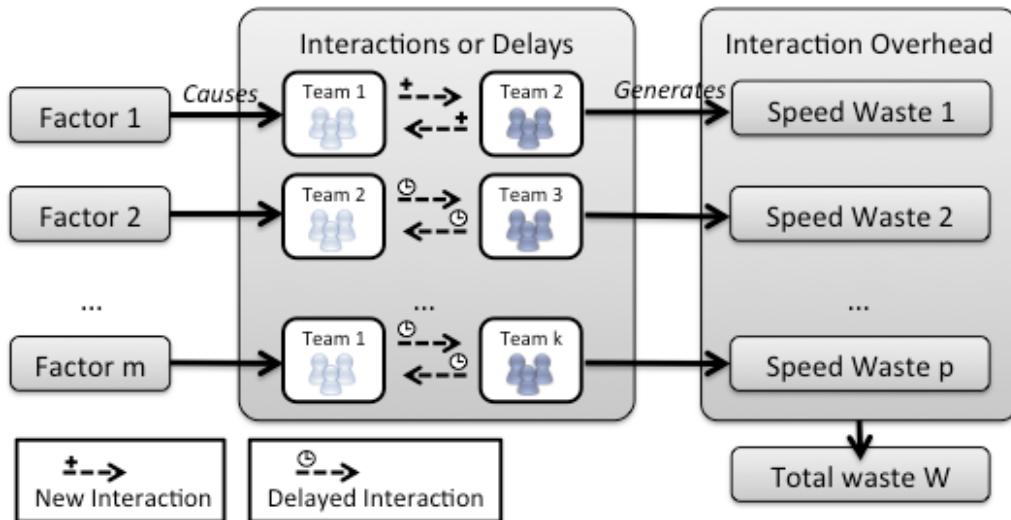 Interactions or Delays
Interaction Overhead
Factor 1
Causes
Team 1
+
Team 2
+
Generates
Speed Waste 1
Factor 2
Team 2
Team 3
Speed Waste 2
...
...
...
Factor m
Team 1
Team k
Speed Waste p
+
New Interaction
Delayed Interaction
Total waste W